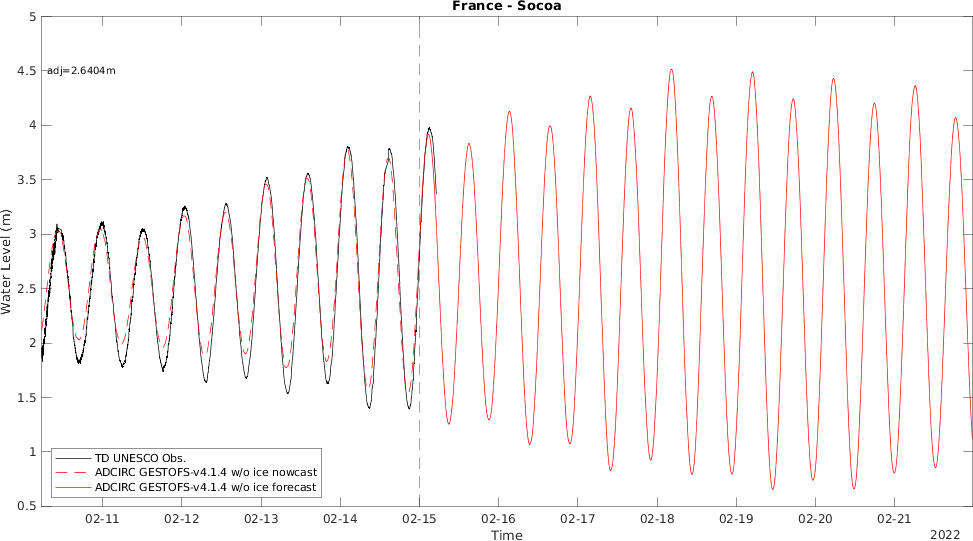 France - Socoa
adj=2.6404m
Water Level (m)
5
4.5
4
3.5
3
2.5
2
1.5
1
0.5
TD UNESCO Obs.
ADCIRC GESTOFS-v4.1.4 w/o ice nowcast
ADCIRC GESTOFS-v4.1.4 w/o ice forecast
02-11 02-12 02-13 02-14 02-15 02-16 02-17 02-18 02-19 02-20 02-21
Time
2022